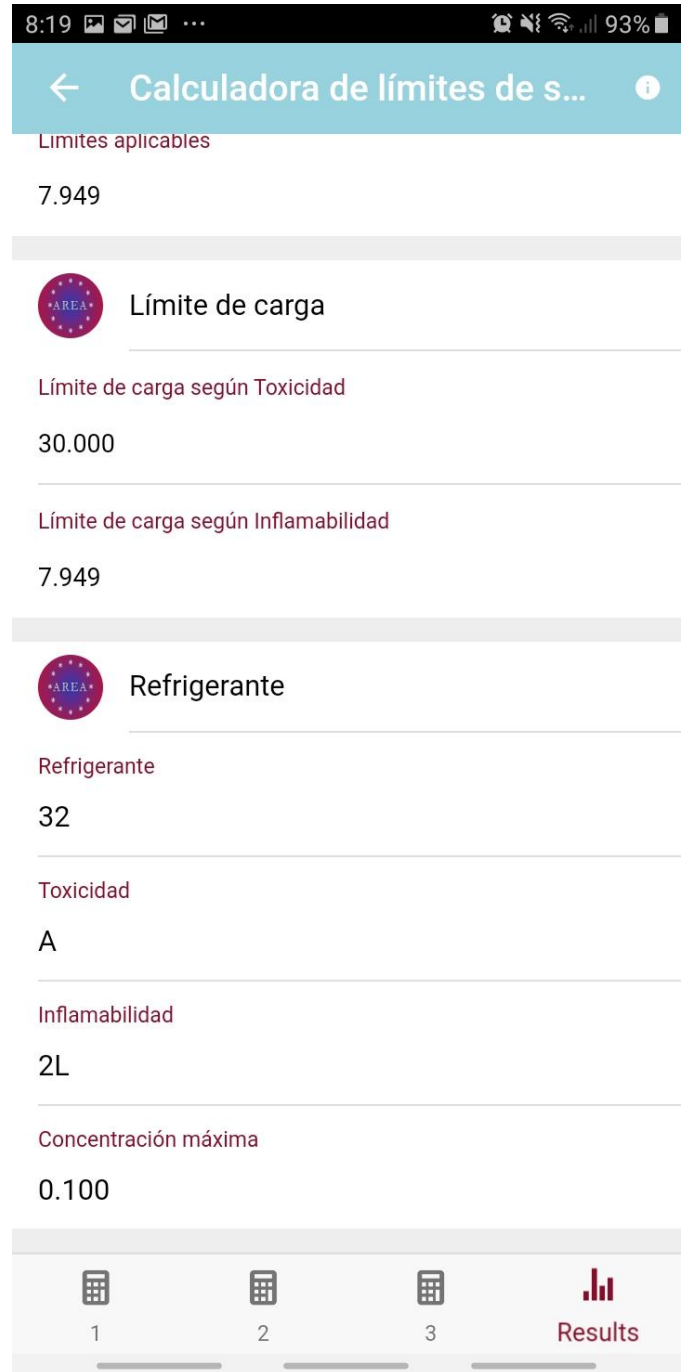 8:19 ... 93%
Calculadora de límites de s...
Límites aplicables
7.949
AREA
Límite de carga
Límite de carga según Toxicidad
30.000
Límite de carga según Inflamabilidad
7.949
AREA
Refrigerante
Refrigerante
32
Toxicidad
A
Inflamabilidad
2L
Concentración máxima
0.100
1 2 3 Results